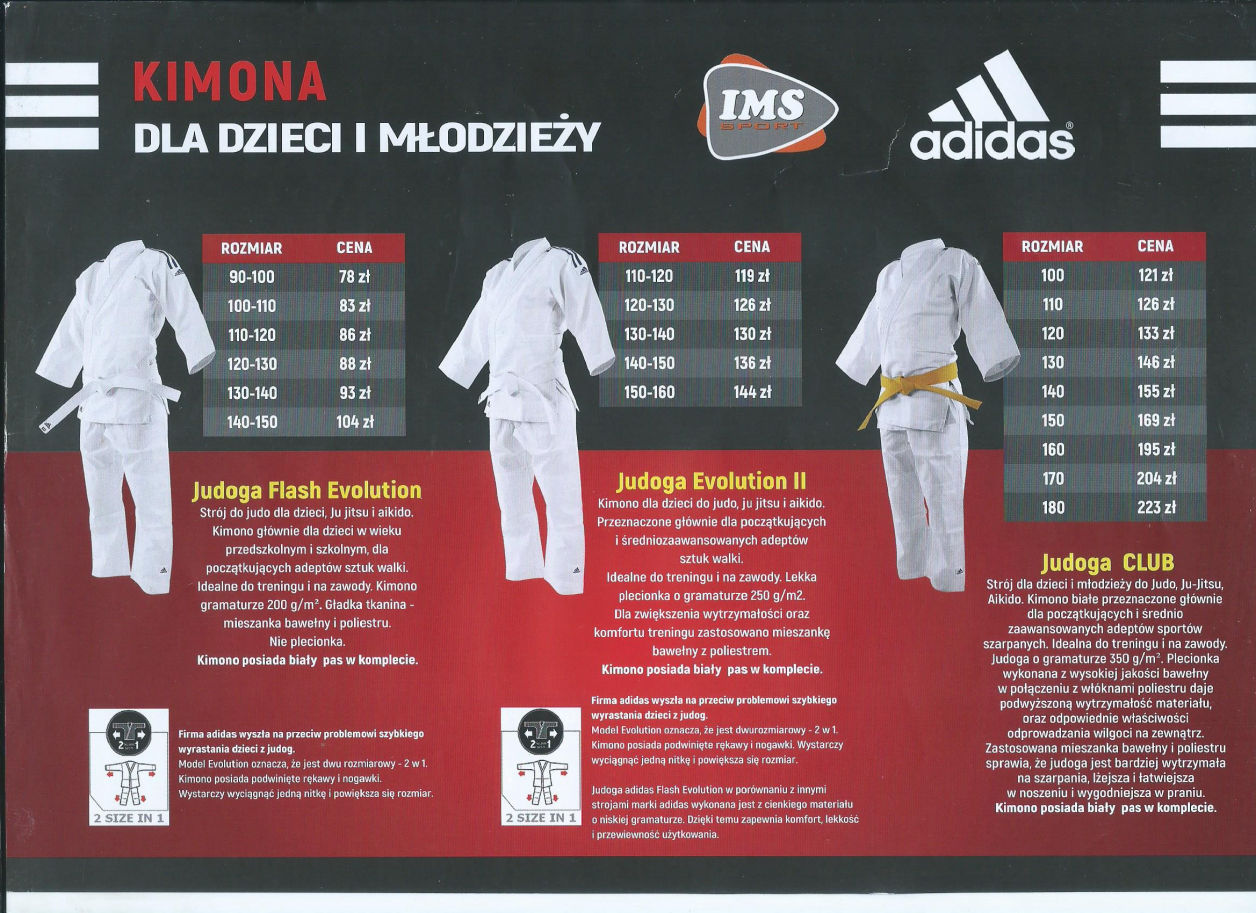 KIMONA
DLA DZIECI I MŁODZIEŻY
IMS
SPORT
adidas®
ROZMIAR CENA
90-100 78 zł
100-110 83 zł
110-120 86 zł
120-130 88 zł
130-140 93 zł
140-150 104 zł
Judoga Flash Evolution
Strój do judo dla dzieci, Ju jitsu i aikido.
Kimono głównie dla dzieci w wieku
przedszkolnym i szkolnym, dla
początkujących adeptów sztuk walki.
Idealne do treningu i na zawody. Kimono
gramaturze 200 g/m². Gładka tkanina -
mieszanka bawełny i poliestru.
Nie plecionka.
Kimono posiada biały pas w komplecie.
2 1
2 SIZE IN 1
Firma adidas wyszła na przeciw problemowi szybkiego
wyrastania dzieci z judog.
Model Evolution oznacza, że jest dwu rozmiarowy - 2 w 1.
Kimono posiada podwinięte rękawy i nogawki.
Wystarczy wyciągnąć jedną nitkę i powiększa się rozmiar.
ROZMIAR CENA
110-120 119 zł
120-130 126 zł
130-140 130 zł
140-150 136 zł
150-160 144 zł
Judoga Evolution II
Kimono dla dzieci do judo, ju jitsu i aikido.
Przeznaczone głównie dla początkujących
i średniozaawansowanych adeptów
sztuk walki.
Idealne do treningu i na zawody. Lekka
plecionka o gramaturze 250 g/m2.
Dla zwiększenia wytrzymałości oraz
komfortu treningu zastosowano mieszankę
bawełny z poliestrem.
Kimono posiada biały pas w komplecie.
2 1
2 SIZE IN 1
Firma adidas wyszła na przeciw problemowi szybkiego
wyrastania dzieci z judog.
Model Evolution oznacza, że jest dwurozmiarowy - 2 w 1.
Kimono posiada podwinięte rękawy i nogawki. Wystarczy
wyciągnąć jedną nitkę i powiększa się rozmiar.
Judoga adidas Flash Evolution w porównaniu z innymi
strojami marki adidas wykonana jest z cienkiego materiału
o niskiej gramaturze. Dzięki temu zapewnia komfort, lekkość
i przewiewność użytkowania.
ROZMIAR CENA
100 121 zł
110 126 zł
120 133 zł
130 146 zł
140 155 zł
150 169 zł
160 195 zł
170 204 zł
180 223 zł
Judoga CLUB
Strój dla dzieci i młodzieży do Judo, Ju-Jitsu,
Aikido. Kimono białe przeznaczone głównie
dla początkujących i średnio
zaawansowanych adeptów sportów
szarpanych. Idealna do treningu i na zawody.
Judoga o gramaturze 350 g/m². Plecionka
wykonana z wysokiej jakości bawełny
w połączeniu z włóknami poliestru daje
podwyższoną wytrzymałość materiału,
oraz odpowiednie właściwości
odprowadzania wilgoci na zewnątrz.
Zastosowana mieszanka bawełny i poliestru
sprawia, że judoga jest bardziej wytrzymała
na szarpania, lżejsza i łatwiejsza
w noszeniu i wygodniejsza w praniu.
Kimono posiada biały pas w komplecie.